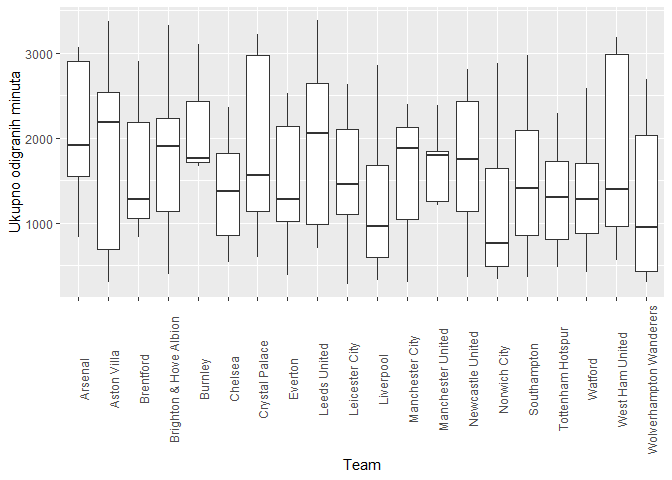 Ukupno odigranih minuta
3000
2000
1000
Arsenal
Aston Villa
Brentford
Brighton & Hove Albion
Burnley
Chelsea
Crystal Palace
Everton
Leeds United
Leicester City
Liverpool
Manchester City
Manchester United
Newcastle United
Norwich City
Southampton
Tottenham Hotspur
Watford
West Ham United
Wolverhampton Wanderers
Team